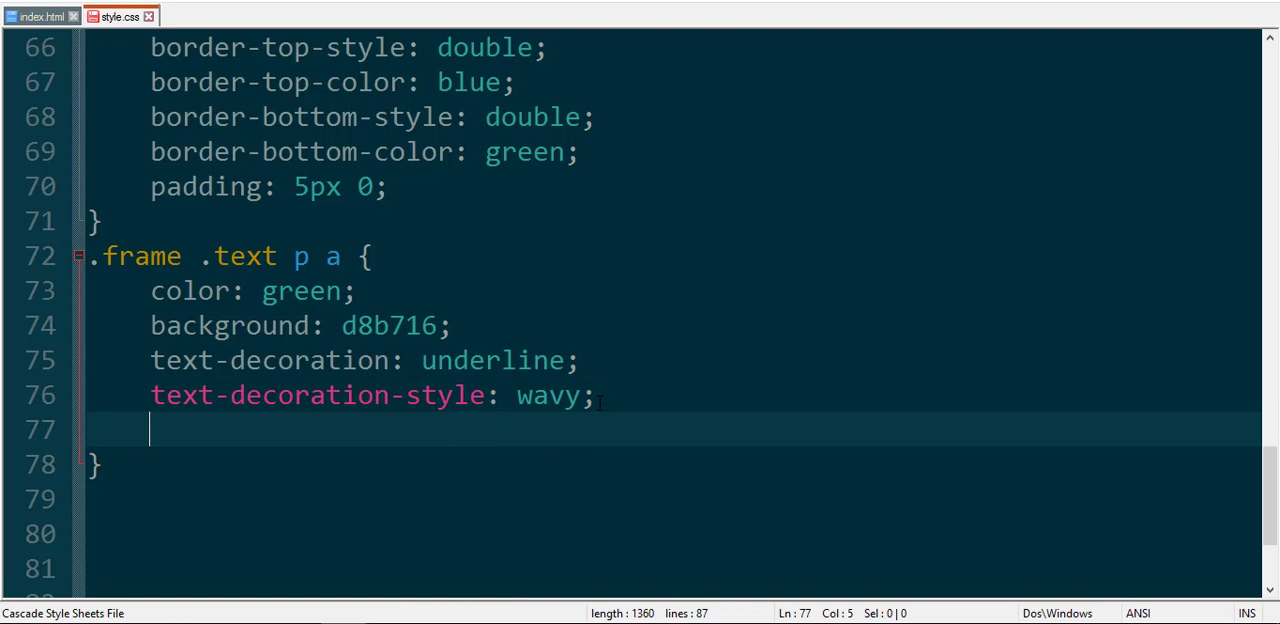 index.html style.css
66 border-top-style: double;
67 border-top-color: blue;
68 border-bottom-style: double;
69 border-bottom-color: green;
70 padding: 5px 0;
71 }
72 .frame .text p a {
73 color: green;
74 background: d8b716;
75 text-decoration: underline;
76 text-decoration-style: wavy;
77
78 }
79
80
81
Cascade Style Sheets File length : 1360 lines : 87 Ln : 77 Col : 5 Sel : 0 | 0 Dos\Windows ANSI INS